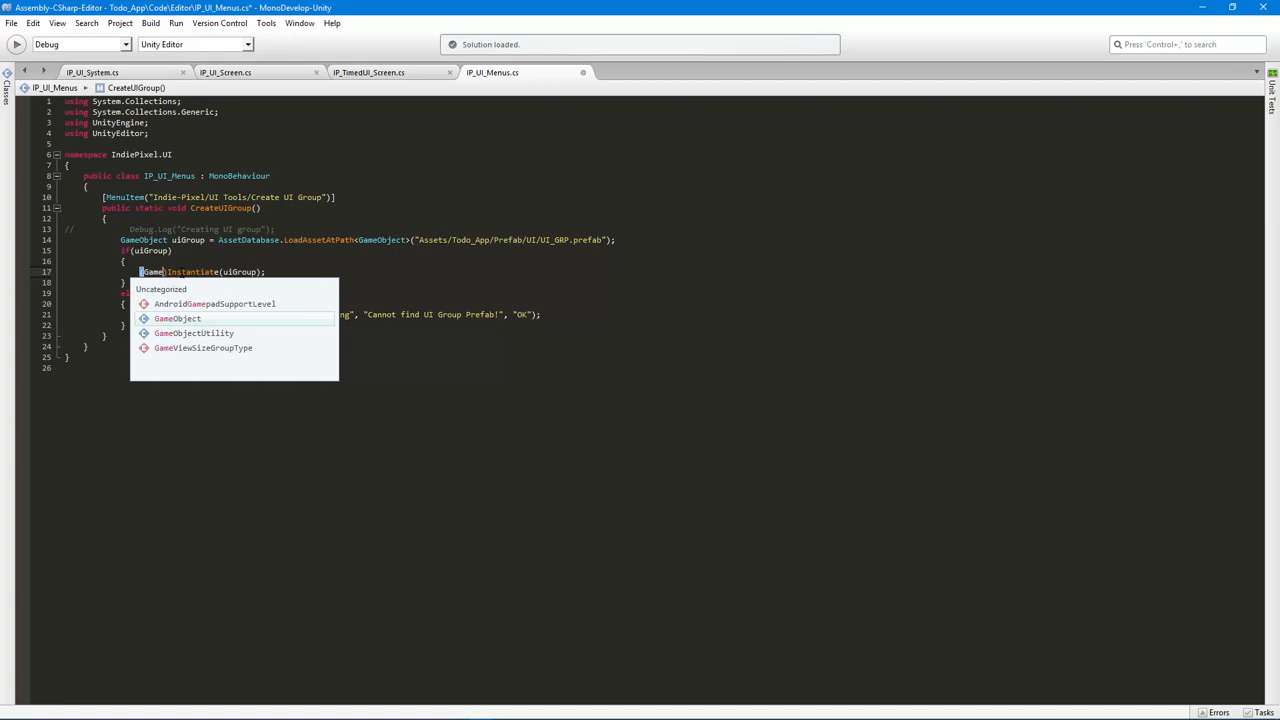 Assembly-CSharp-Editor - Todo_App\Code\Editor\IP_UI_Menus.cs* - MonoDevelop-Unity
File Edit View Search Project Build Run Version Control Tools Window Help
Debug Unity Editor Solution loaded. Press 'Control+,' to search
IP_UI_System.cs IP_UI_Screen.cs IP_TimedUI_Screen.cs IP_UI_Menus.cs
Classes
Unit Tests
IP_UI_Menus CreateUIGroup()
1 using System.Collections;
2 using System.Collections.Generic;
3 using UnityEngine;
4 using UnityEditor;
5
6 namespace IndiePixel.UI
7 {
8 public class IP_UI_Menus : MonoBehaviour
9 {
10 [MenuItem("Indie-Pixel/UI Tools/Create UI Group")]
11 public static void CreateUIGroup()
12 {
13 // Debug.Log("Creating UI group");
14 GameObject uiGroup = AssetDatabase.LoadAssetAtPath<GameObject>("Assets/Todo_App/Prefab/UI/UI_GRP.prefab");
15 if(uiGroup)
16 {
17 (Game)Instantiate(uiGroup);
18 }
Uncategorized
AndroidGamepadSupportLevel
GameObject
GameObjectUtility
GameViewSizeGroupType
20 {
21 ng", "Cannot find UI Group Prefab!", "OK");
22 }
23 }
24 }
25 }
26
Errors Tasks